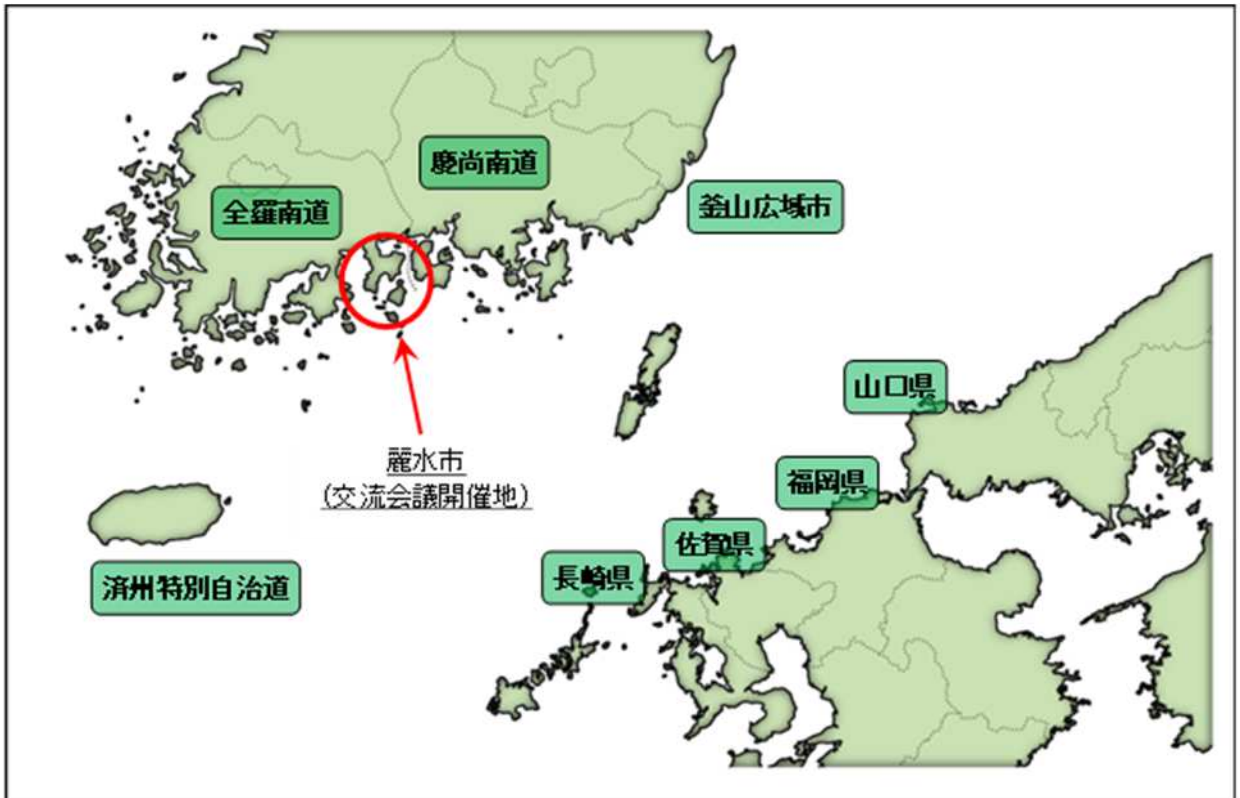 慶尚南道
全羅南道
釜山広域市
山口県
麗水市
(交流会議開催地)
福岡県
佐賀県
長崎県
済州特別自治道